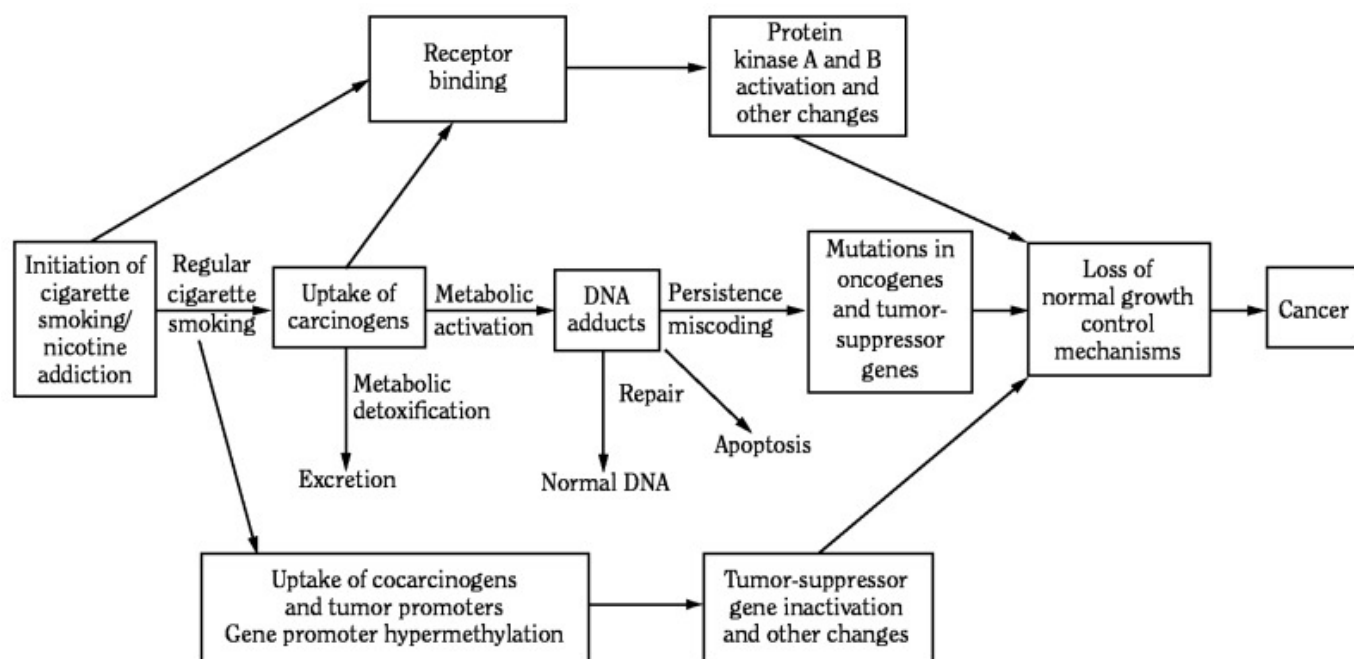 Receptor
binding
Protein
kinase A and B
activation and
other changes
Initiation of
cigarette
smoking/
nicotine
addiction
Regular
cigarette
smoking
Uptake of
carcinogens
Metabolic
activation
DNA
adducts
Persistence
miscoding
Mutations in
oncogenes
and tumor-
suppressor
genes
Loss of
normal growth
control
mechanisms
Cancer
Metabolic
detoxification
Excretion
Repair
Normal DNA
Apoptosis
Uptake of cocarcinogens
and tumor promoters
Gene promoter hypermethylation
Tumor-suppressor
gene inactivation
and other changes